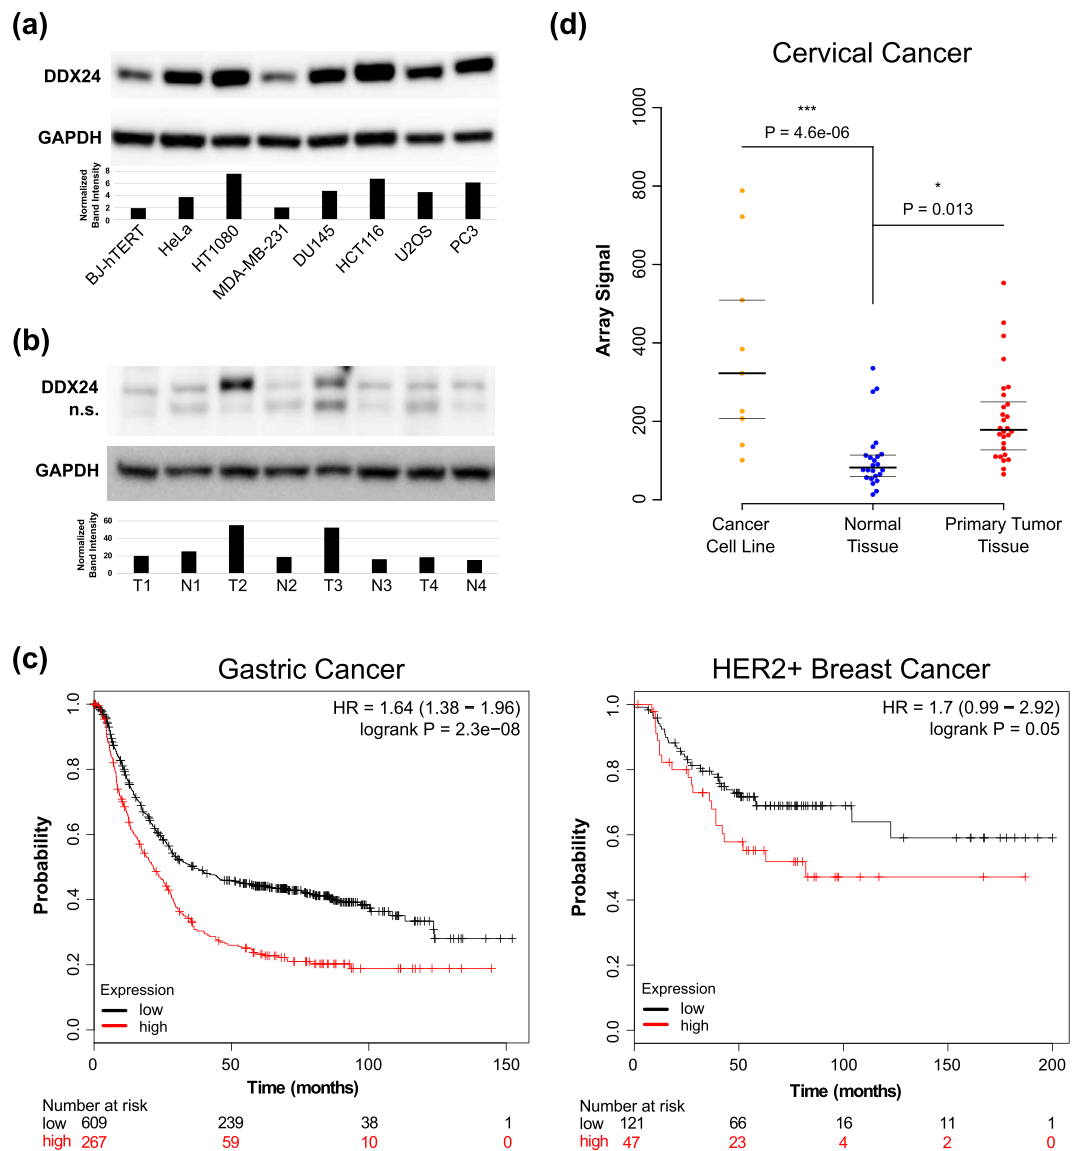 (a)
DDX24
GAPDH
Normalized
Band Intensity
8
6
4
2
0
BJ-hTERT
HeLa
HT1080
MDA-MB-231
DU145
HCT116
U2OS
PC3
(b)
DDX24
n.s.
GAPDH
Normalized
Band Intensity
60
40
20
0
T1 N1 T2 N2 T3 N3 T4 N4
(d)
Cervical Cancer
***
P = 4.6e-06
*
P = 0.013
Array Signal
1000
800
600
400
200
0
Cancer
Cell Line
Normal
Tissue
Primary Tumor
Tissue
(c)
Gastric Cancer
HR = 1.64 (1.38 − 1.96)
logrank P = 2.3e−08
Probability
1.0
0.8
0.6
0.4
0.2
0.0
Expression
low
high
0 50 100 150
Time (months)
Number at risk
low 609 239 38 1
high 267 59 10 0
HER2+ Breast Cancer
HR = 1.7 (0.99 − 2.92)
logrank P = 0.05
Probability
1.0
0.8
0.6
0.4
0.2
0.0
Expression
low
high
0 50 100 150 200
Time (months)
Number at risk
low 121 66 16 11 1
high 47 23 4 2 0